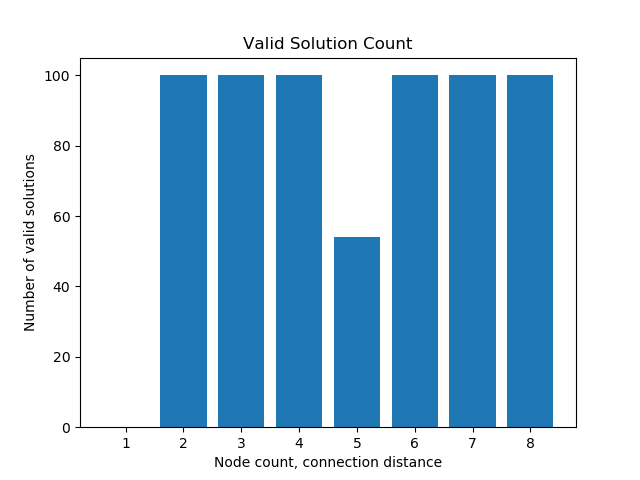 Valid Solution Count
Number of valid solutions
100
80
60
40
20
0
1 2 3 4 5 6 7 8
Node count, connection distance